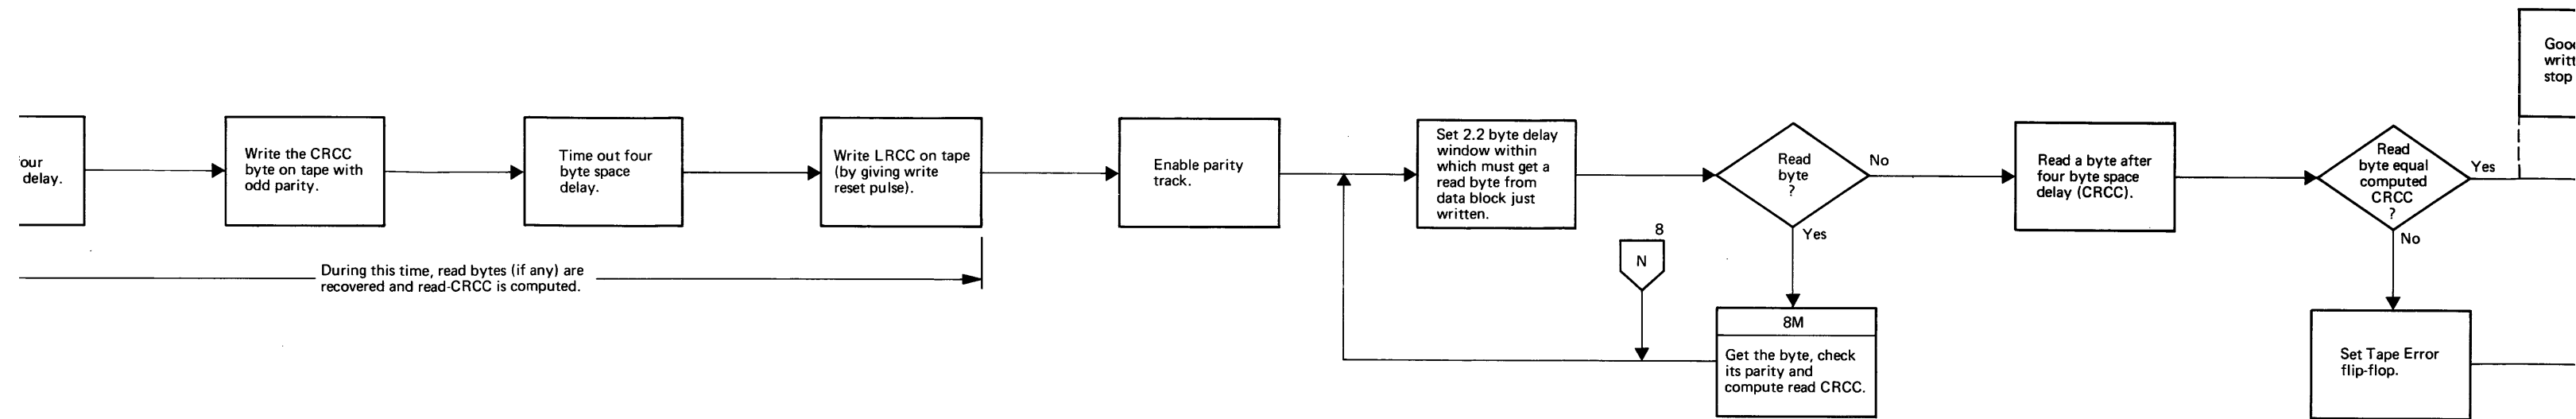 delay.
Write the CRCC
byte on tape with
odd parity.
Time out four
byte space
delay.
Write LRCC on tape
(by giving write
reset pulse).
During this time, read bytes (if any) are
recovered and read-CRCC is computed.
Enable parity
track.
Set 2.2 byte delay
window within
which must get a
read byte from
data block just
written.
Read
byte
?
No
Yes
8
N
8M
Get the byte, check
its parity and
compute read CRCC.
Read a byte after
four byte space
delay (CRCC).
Read
byte equal
computed
CRCC
?
Yes
No
Set Tape Error
flip-flop.
stop